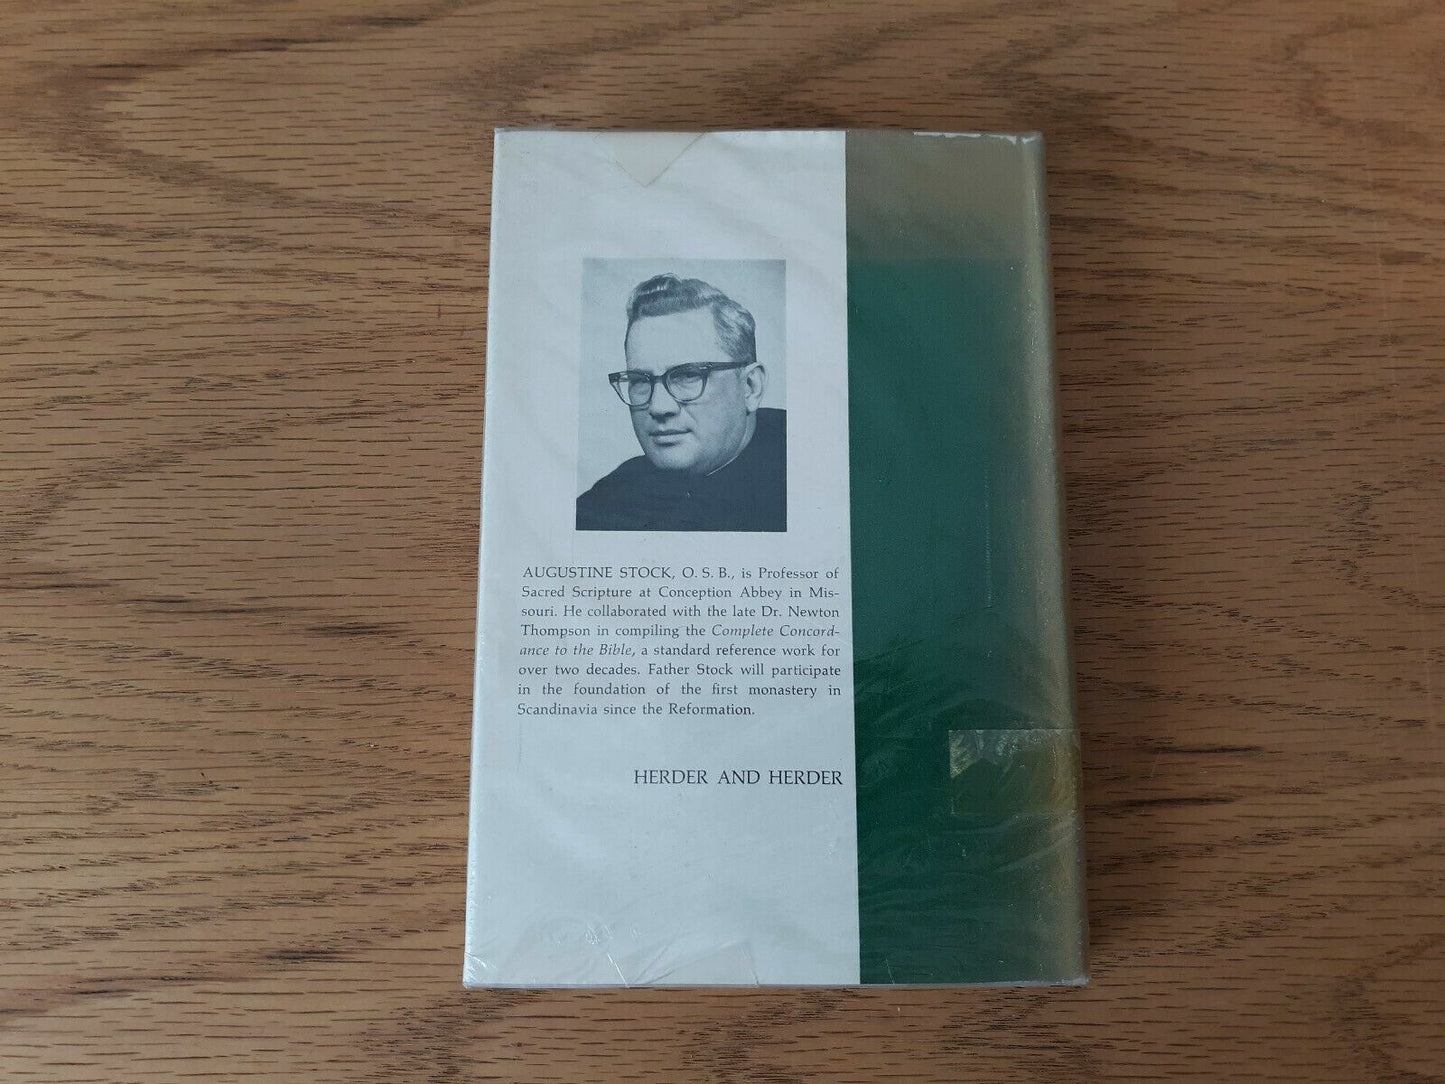 AUGUSTINE STOCK, O. S. B., is Professor of
Sacred Scripture at Conception Abbey in Mis-
souri. He collaborated with the late Dr. Newton
Thompson in compiling the Complete Concord-
ance to the Bible, a standard reference work for
over two decades. Father Stock will participate
in the foundation of the first monastery in
Scandinavia since the Reformation.
HERDER AND HERDER